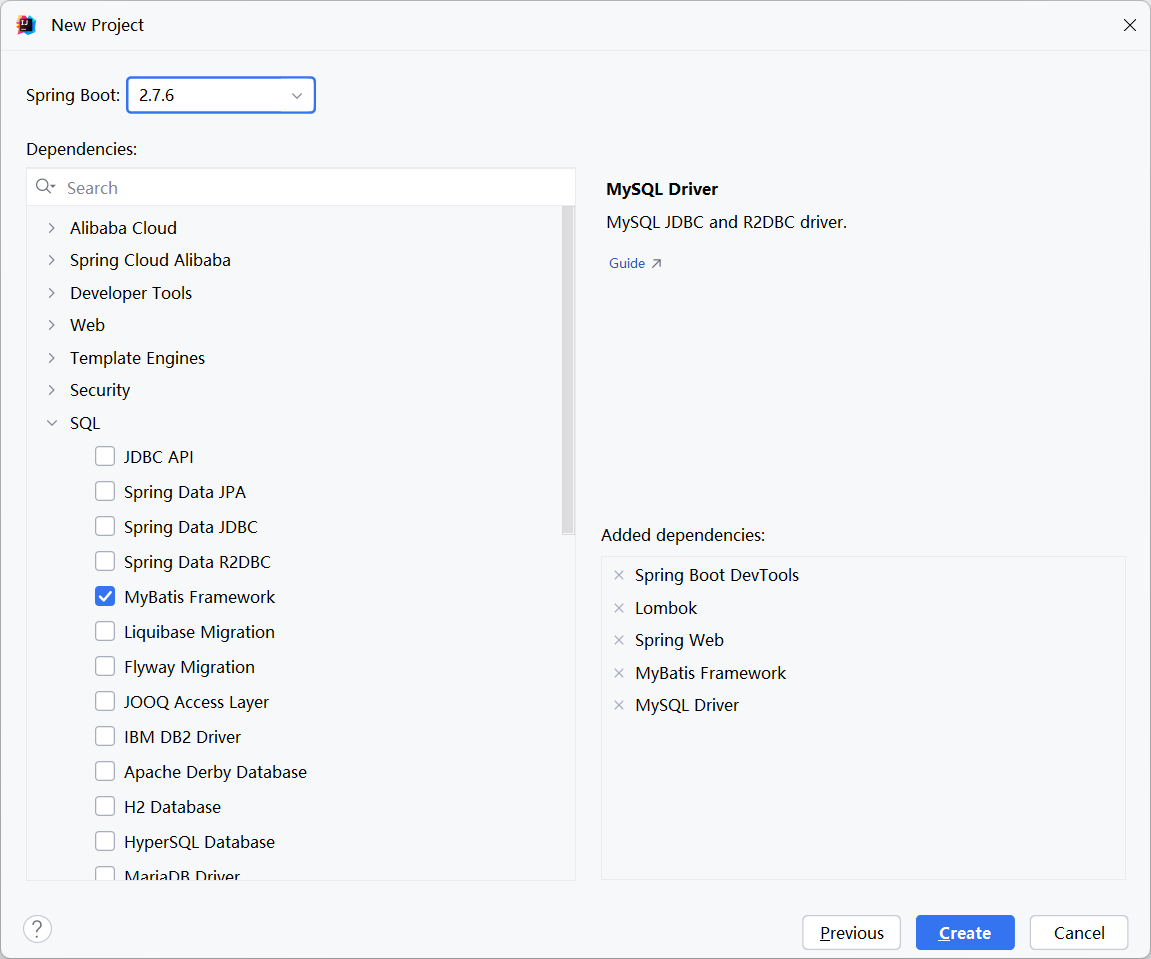 New Project
Spring Boot: 2.7.6
Dependencies:
Search
Alibaba Cloud
Spring Cloud Alibaba
Developer Tools
Web
Template Engines
Security
SQL
JDBC API
Spring Data JPA
Spring Data JDBC
Spring Data R2DBC
MyBatis Framework
Liquibase Migration
Flyway Migration
JOOQ Access Layer
IBM DB2 Driver
Apache Derby Database
H2 Database
HyperSQL Database
MariaDB Driver
MySQL Driver
MySQL JDBC and R2DBC driver.
Guide
Added dependencies:
Spring Boot DevTools
Lombok
Spring Web
MyBatis Framework
MySQL Driver
?
Previous
Create
Cancel